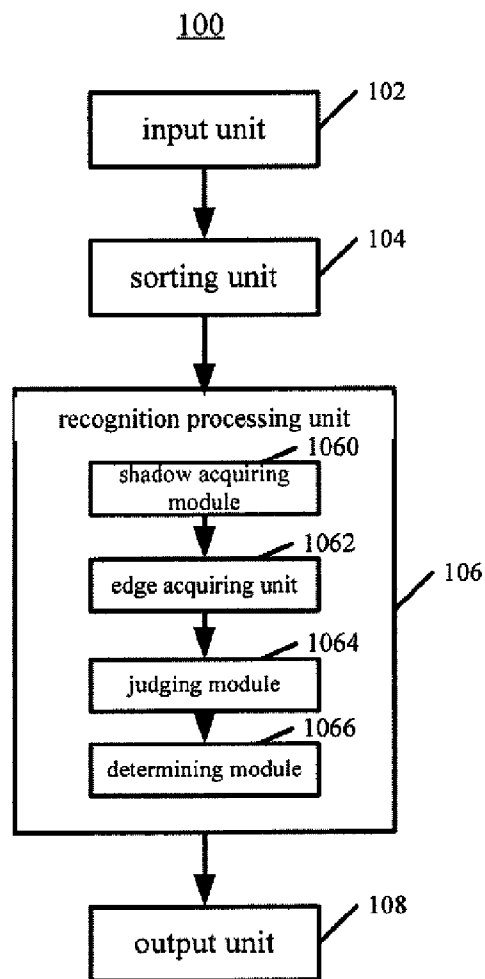 100
102
input unit
104
sorting unit
recognition processing unit
1060
shadow acquiring
module
1062
edge acquiring unit
106
1064
judging module
1066
determining module
108
output unit